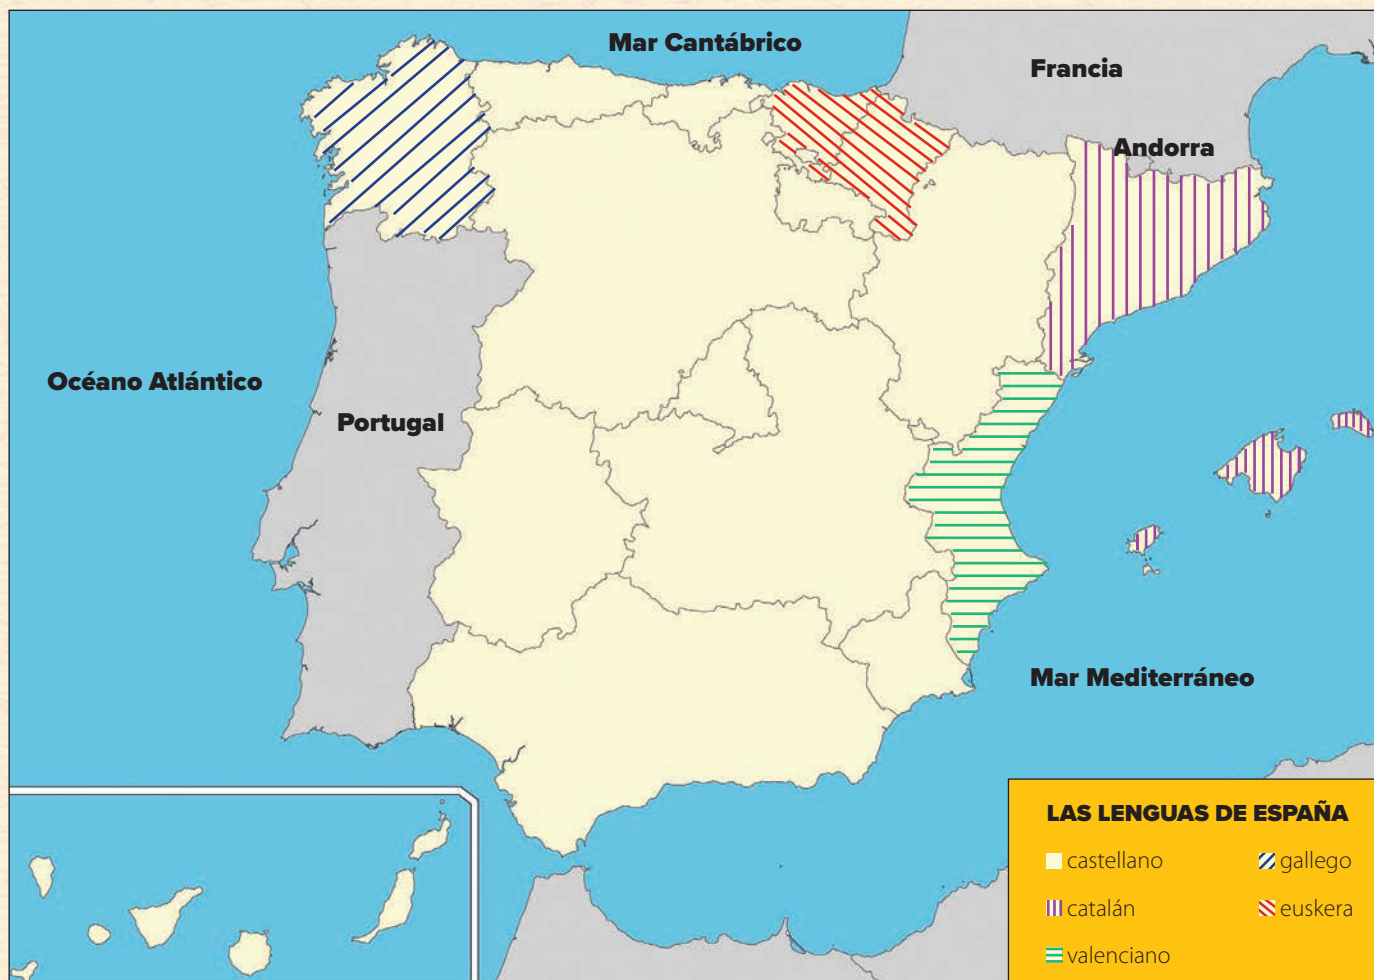 Mar Cantábrico
Francia
Andorra
Océano Atlántico
Portugal
Mar Mediterráneo
LAS LENGUAS DE ESPAÑA
castellano
gallego
catalán
euskera
valenciano